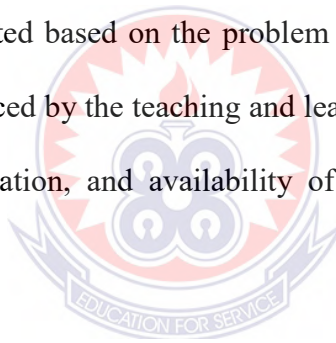 ted based on the problem
ced by the teaching and lea
ation, and availability of
EDUCATION FOR SERVICE